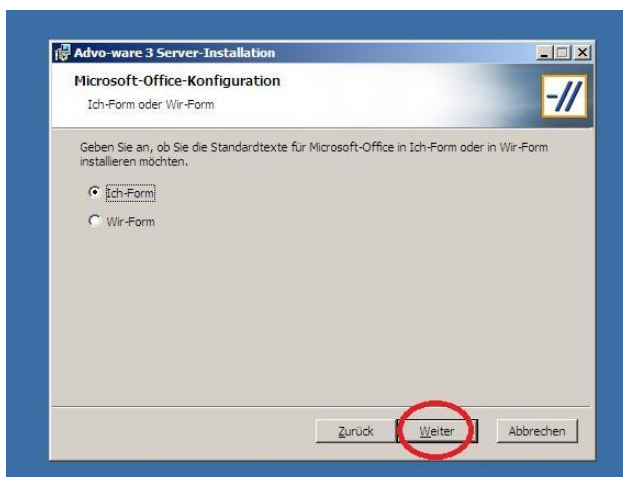 Advo-ware 3 Server-Installation
Microsoft-Office-Konfiguration
Ich-Form oder Wir-Form
-//
Geben Sie an, ob Sie die Standardtexte für Microsoft-Office in Ich-Form oder in Wir-Form
installieren möchten.
Ich-Form
Wir-Form
Zurück Weiter Abbrechen